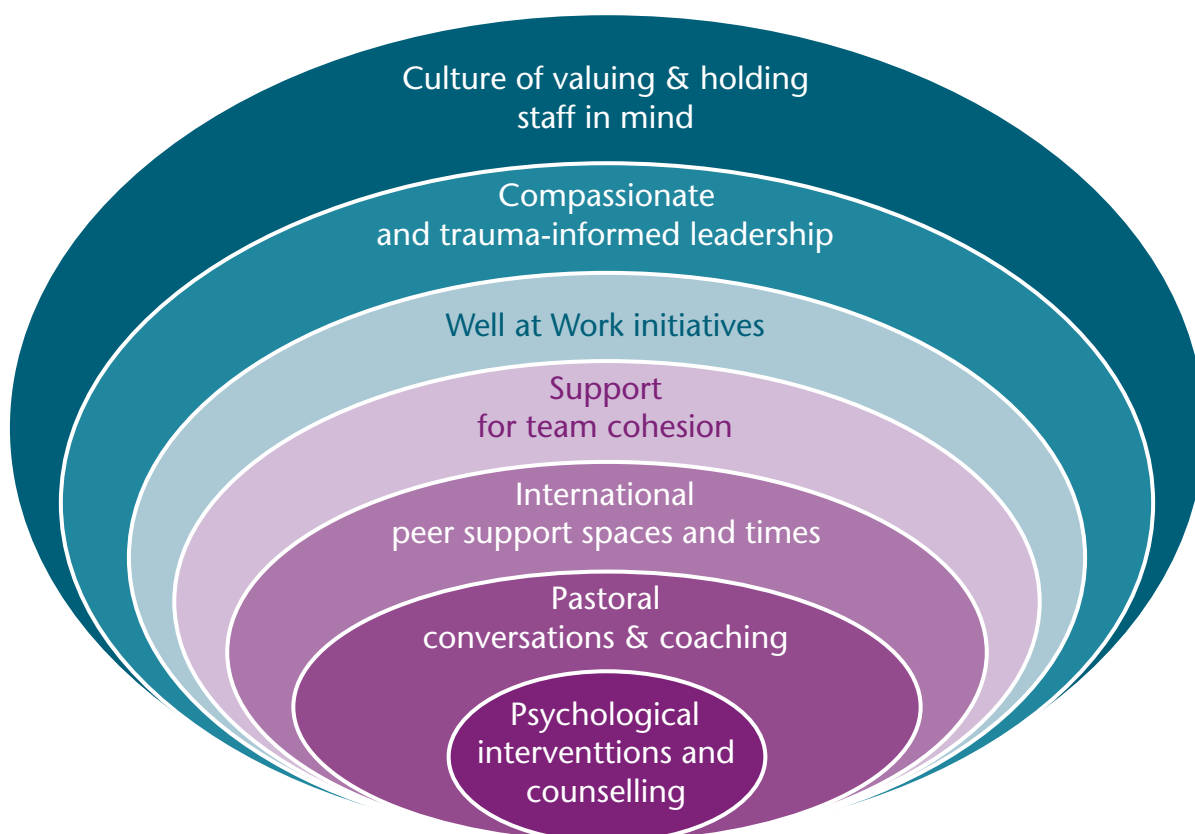 Culture of valuing & holding
staff in mind
Compassionate
and trauma-informed leadership
Well at Work initiatives
Support
for team cohesion
International
peer support spaces and times
Pastoral
conversations & coaching
Psychological
interventtions and
counselling